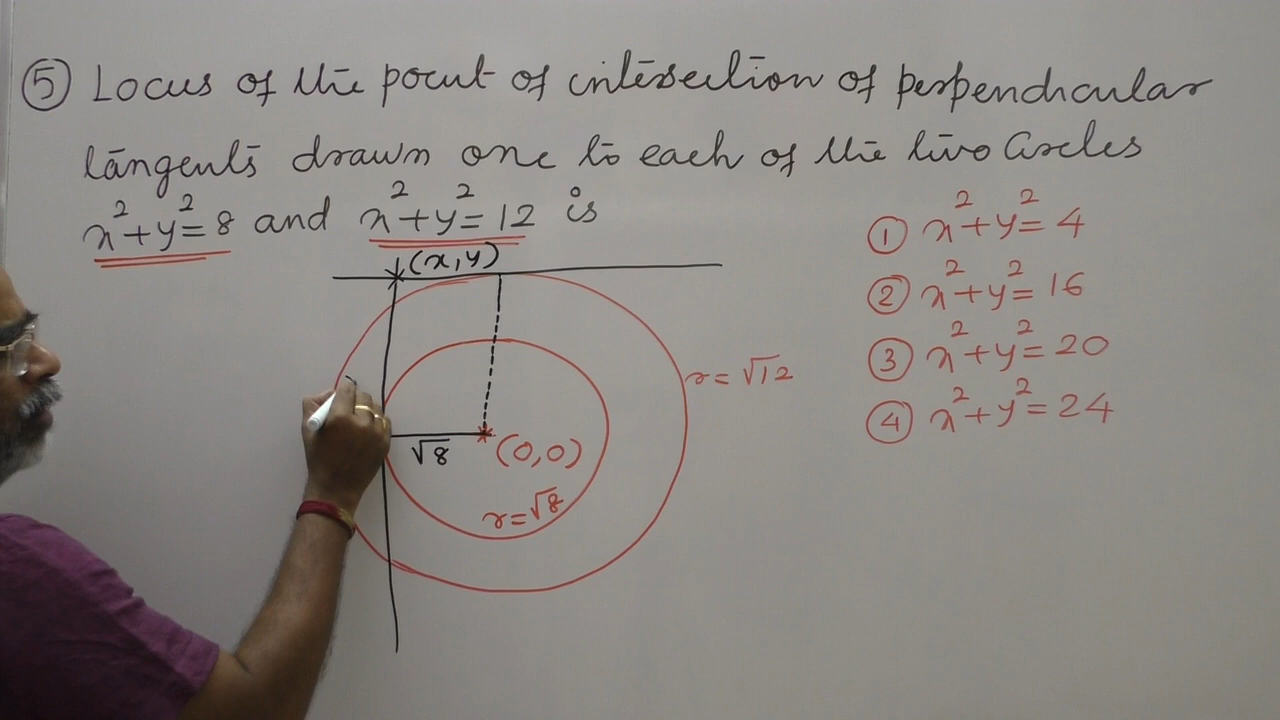 ⑤ Locus of the point of intersection of perpendicular
tangents drawn one to each of the two Circles
x²+y²=8 and x²+y²=12 is
① x²+y²=4
② x²+y²=16
③ x²+y²=20
④ x²+y²=24
(x,y)
r=√12
√8
(0,0)
r=√8